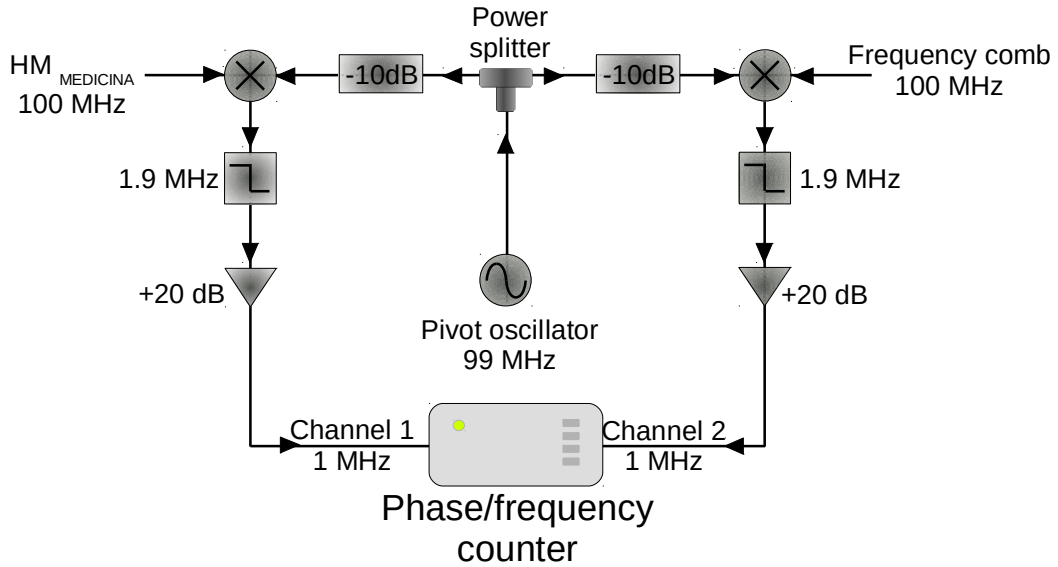 Power
splitter
HM MEDICINA
100 MHz
-10dB
-10dB
Frequency comb
100 MHz
1.9 MHz
1.9 MHz
+20 dB
+20 dB
Pivot oscillator
99 MHz
Channel 1
1 MHz
Channel 2
1 MHz
Phase/frequency
counter